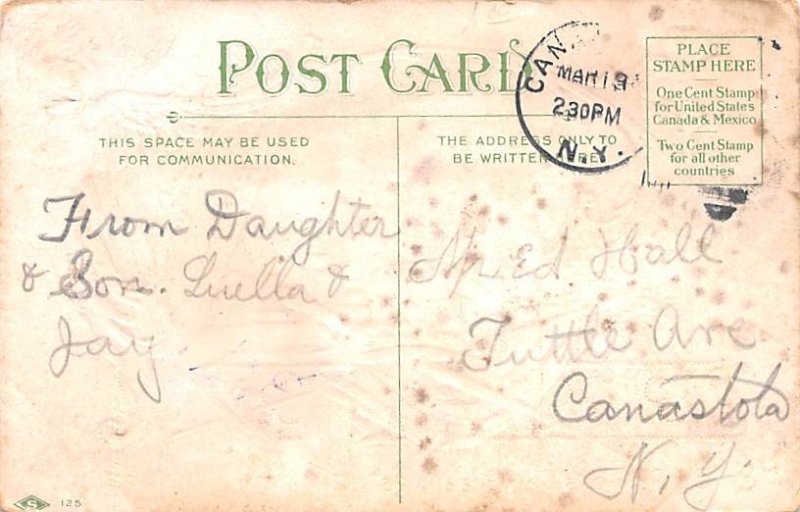 POST CARD
CAN
MAR 19
230PM
N.Y.
PLACE
STAMP HERE
One Cent Stamp
for United States
Canada & Mexico
Two Cent Stamp
for all other
countries
THIS SPACE MAY BE USED
FOR COMMUNICATION.
THE ADDRESS ONLY TO
BE WRITTEN HERE
From Daughter
& Son. Luella &
Jay
Mr Ed Hall
Tuttle Ave
Canastota
N.Y.
S 125